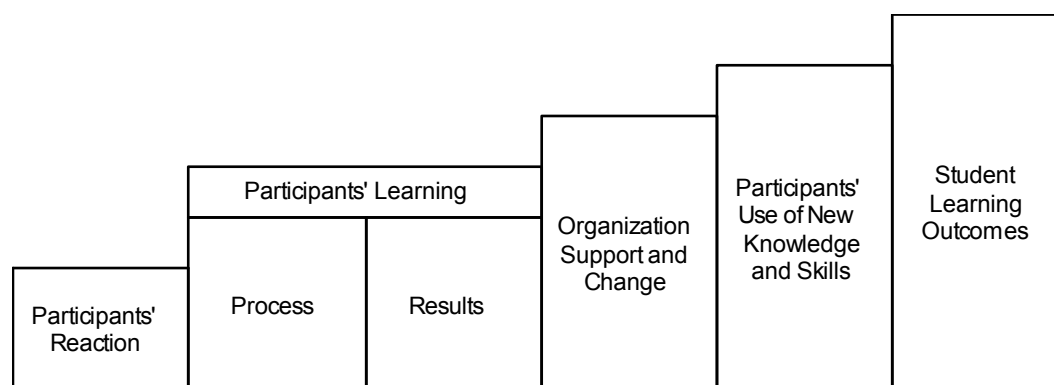 Participants'
Reaction
Participants' Learning
Process
Results
Organization
Support and
Change
Participants'
Use of New
Knowledge
and Skills
Student
Learning
Outcomes